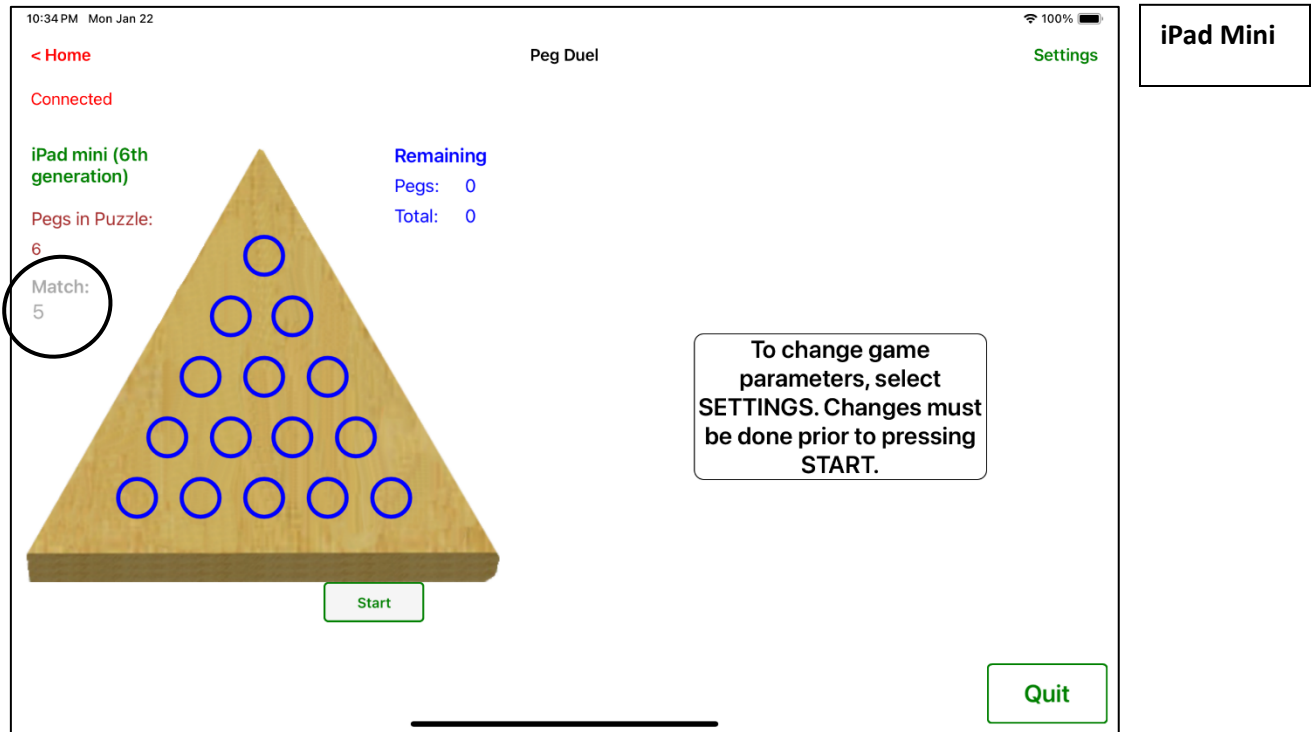 10:34 PM Mon Jan 22
100%
iPad Mini
< Home
Peg Duel
Settings
Connected
iPad mini (6th
generation)
Pegs in Puzzle:
6
Match:
5
Remaining
Pegs: 0
Total: 0
To change game
parameters, select
SETTINGS. Changes must
be done prior to pressing
START.
Start
Quit